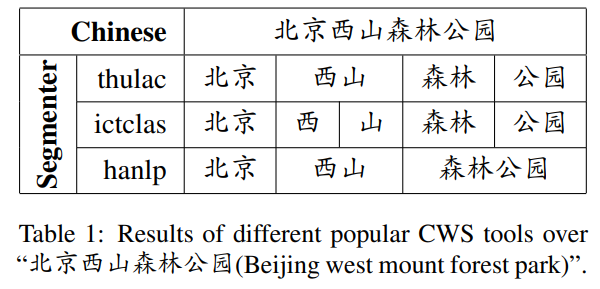 Chinese 北京西山森林公园
Segmenter
thulac 北京 西山 森林 公园
ictclas 北京 西 山 森林 公园
hanlp 北京 西山 森林公园
Table 1: Results of different popular CWS tools over
“北京西山森林公园(Beijing west mount forest park)”.